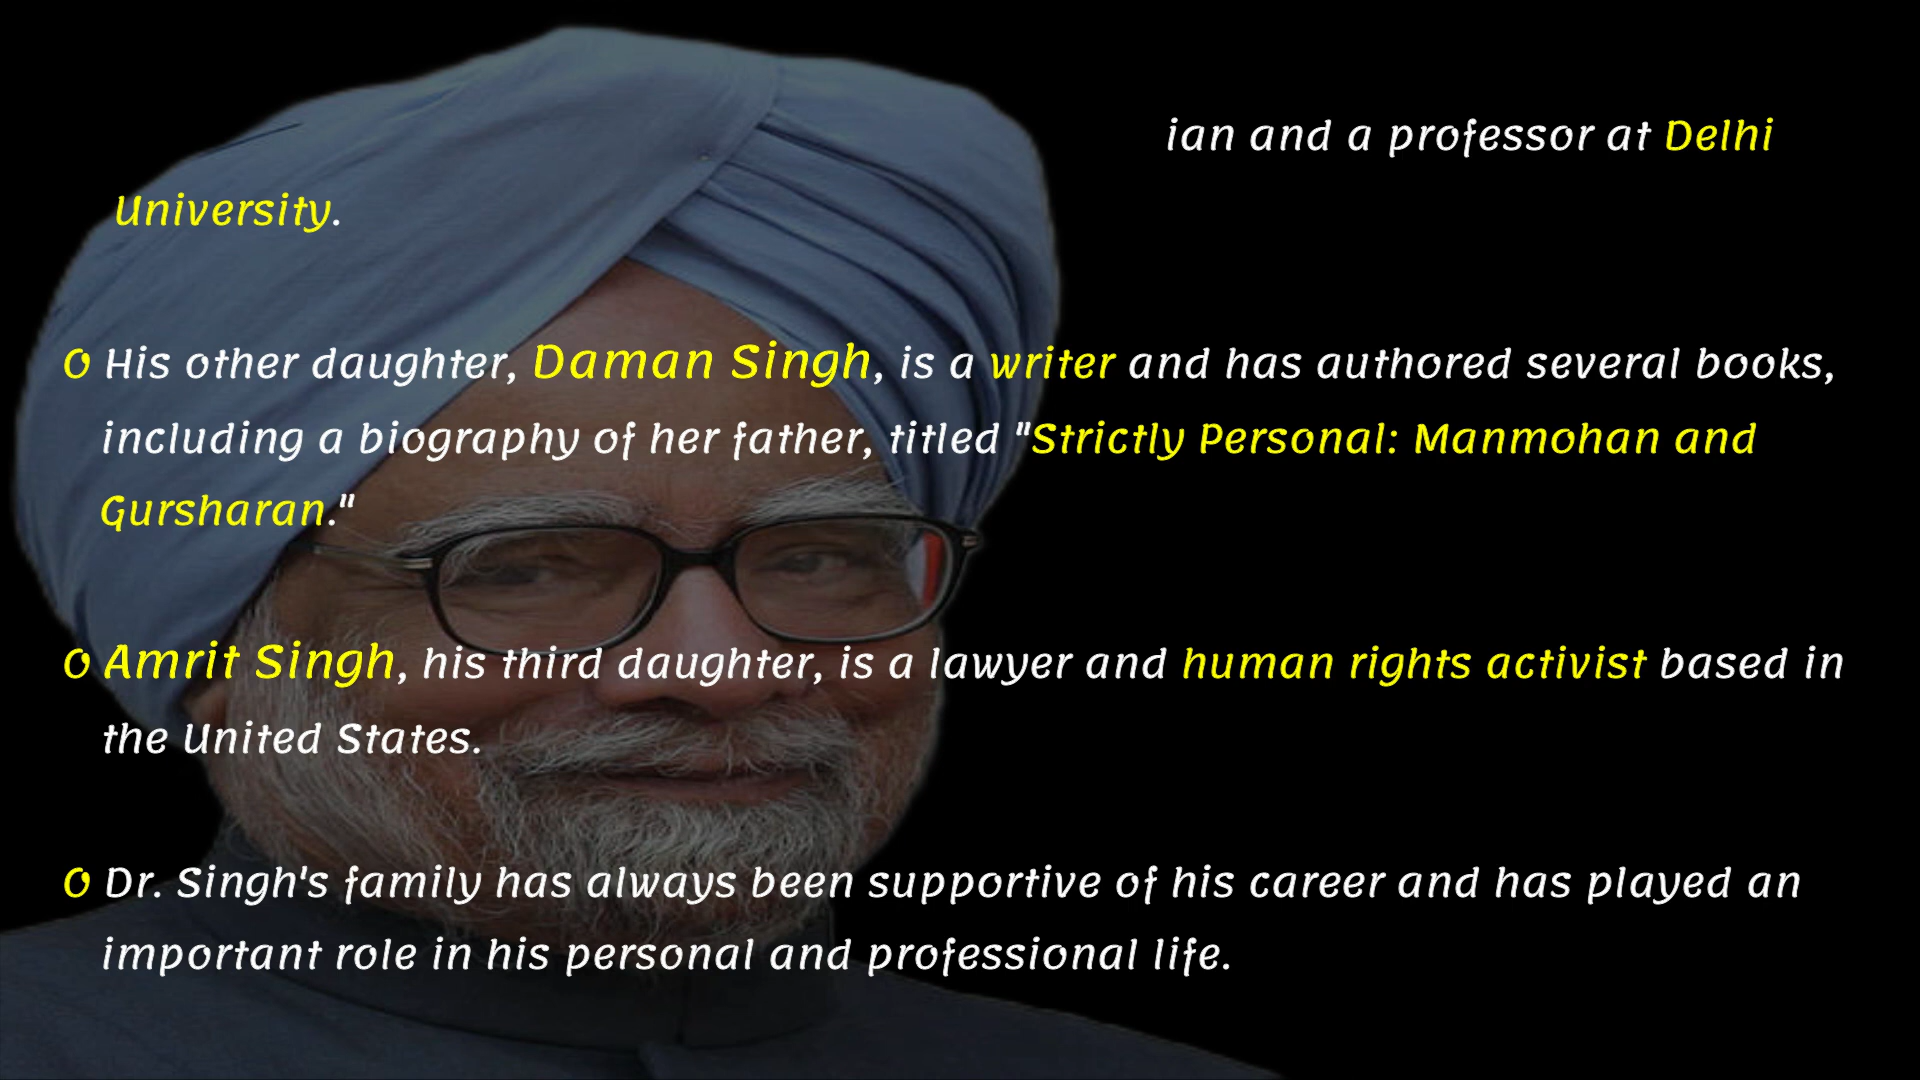 ian and a professor at Delhi
University.
O His other daughter, Daman Singh, is a writer and has authored several books,
including a biography of her father, titled "Strictly Personal: Manmohan and
Gursharan."
O Amrit Singh, his third daughter, is a lawyer and human rights activist based in
the United States.
O Dr. Singh's family has always been supportive of his career and has played an
important role in his personal and professional life.